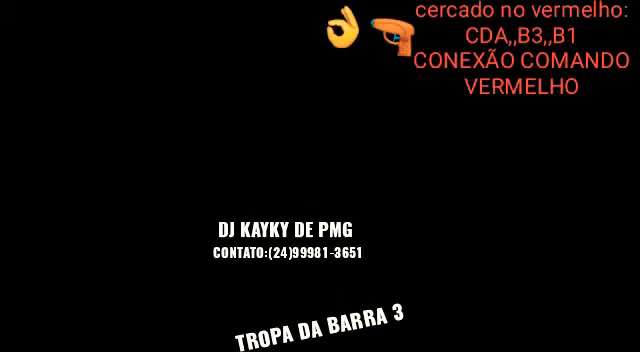 cercado no vermelho:
CDA,,B3,,B1
CONEXÃO COMANDO
VERMELHO
DJ KAYKY DE PMG
CONTATO:(24)99981-3651
TROPA DA BARRA 3